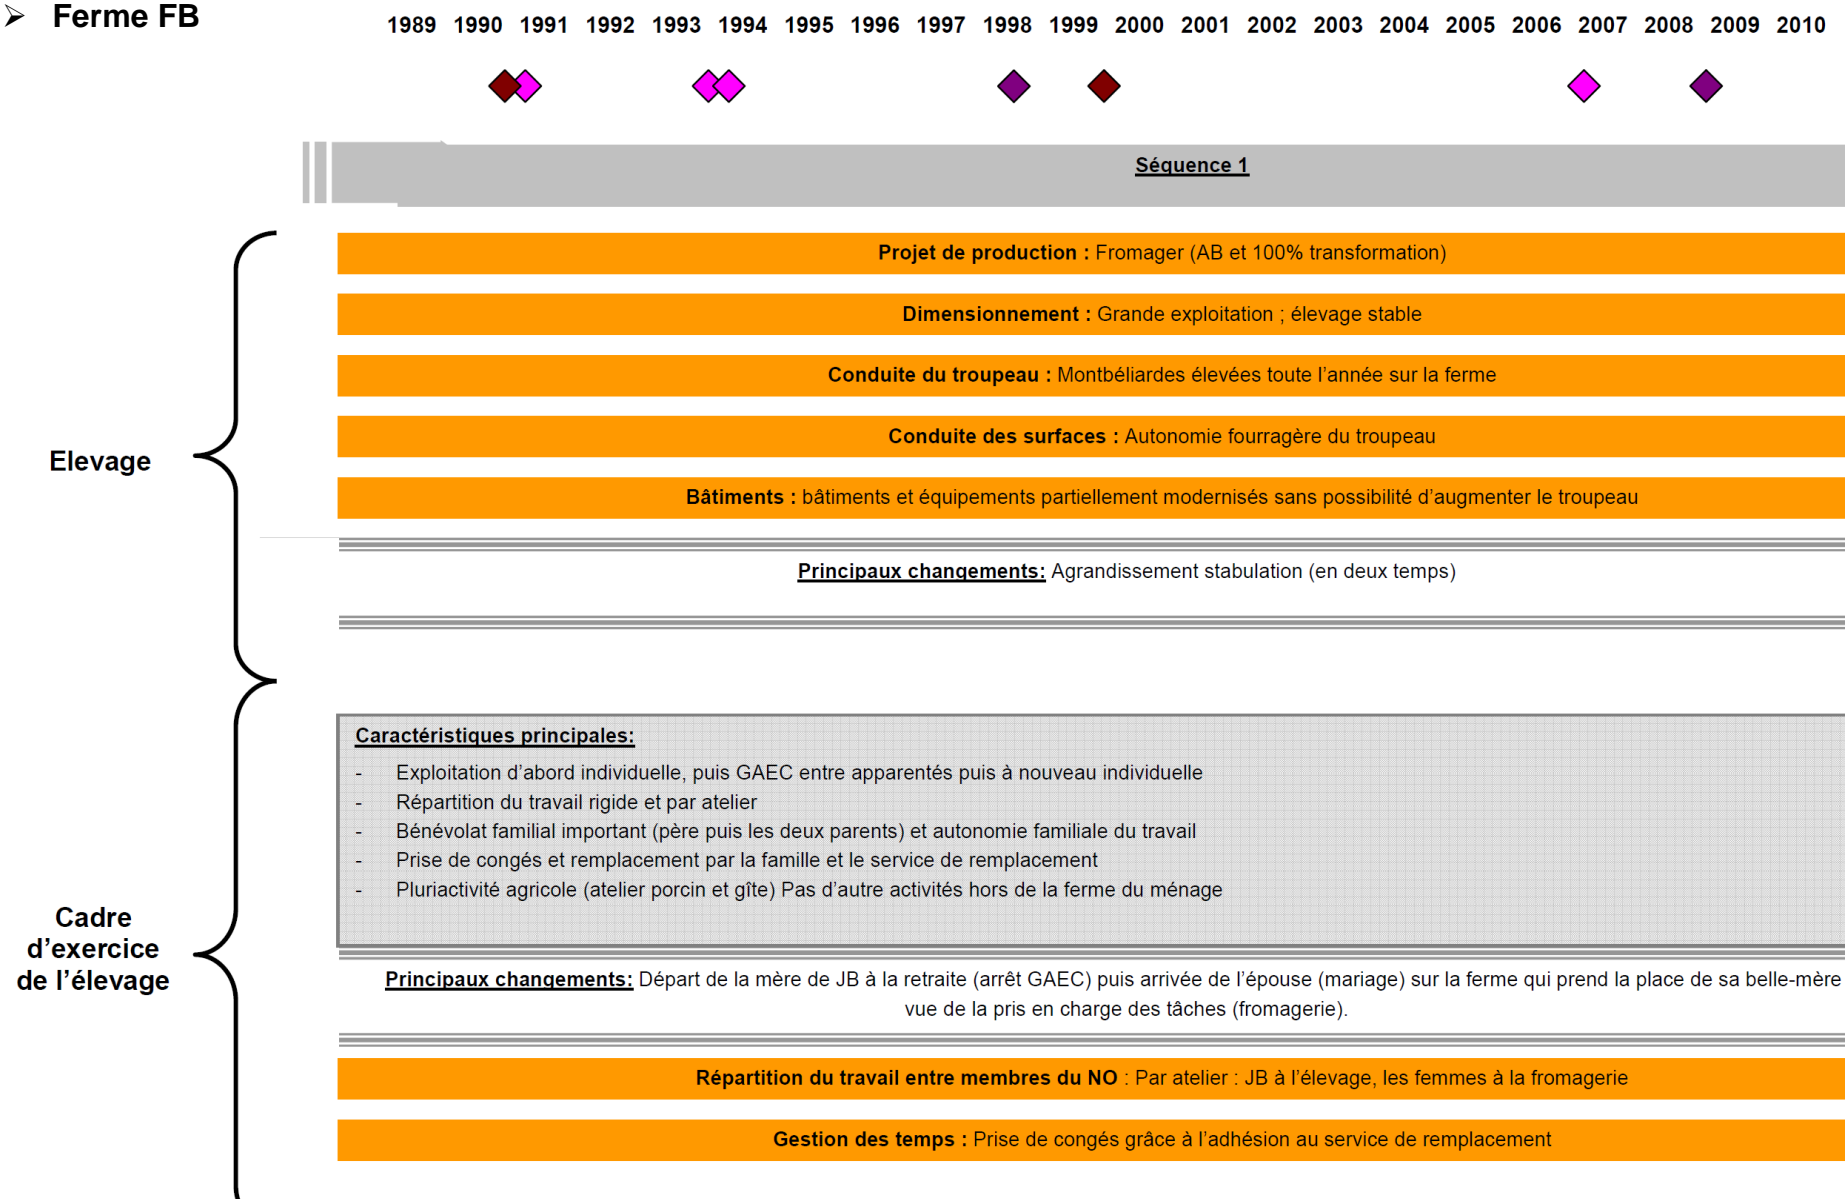 ➢ Ferme FB
1989 1990 1991 1992 1993 1994 1995 1996 1997 1998 1999 2000 2001 2002 2003 2004 2005 2006 2007 2008 2009 2010
Séquence 1
Projet de production : Fromager (AB et 100% transformation)
Dimensionnement : Grande exploitation ; élevage stable
Conduite du troupeau : Montbéliardes élevées toute l’année sur la ferme
Conduite des surfaces : Autonomie fourragère du troupeau
Elevage
Bâtiments : bâtiments et équipements partiellement modernisés sans possibilité d’augmenter le troupeau
Principaux changements: Agrandissement stabulation (en deux temps)
Caractéristiques principales:
- Exploitation d’abord individuelle, puis GAEC entre apparentés puis à nouveau individuelle
- Répartition du travail rigide et par atelier
- Bénévolat familial important (père puis les deux parents) et autonomie familiale du travail
- Prise de congés et remplacement par la famille et le service de remplacement
- Pluriactivité agricole (atelier porcin et gîte) Pas d’autre activités hors de la ferme du ménage
Cadre
d’exercice
de l’élevage
Principaux changements: Départ de la mère de JB à la retraite (arrêt GAEC) puis arrivée de l’épouse (mariage) sur la ferme qui prend la place de sa belle-mère
vue de la pris en charge des tâches (fromagerie).
Répartition du travail entre membres du NO : Par atelier : JB à l’élevage, les femmes à la fromagerie
Gestion des temps : Prise de congés grâce à l’adhésion au service de remplacement